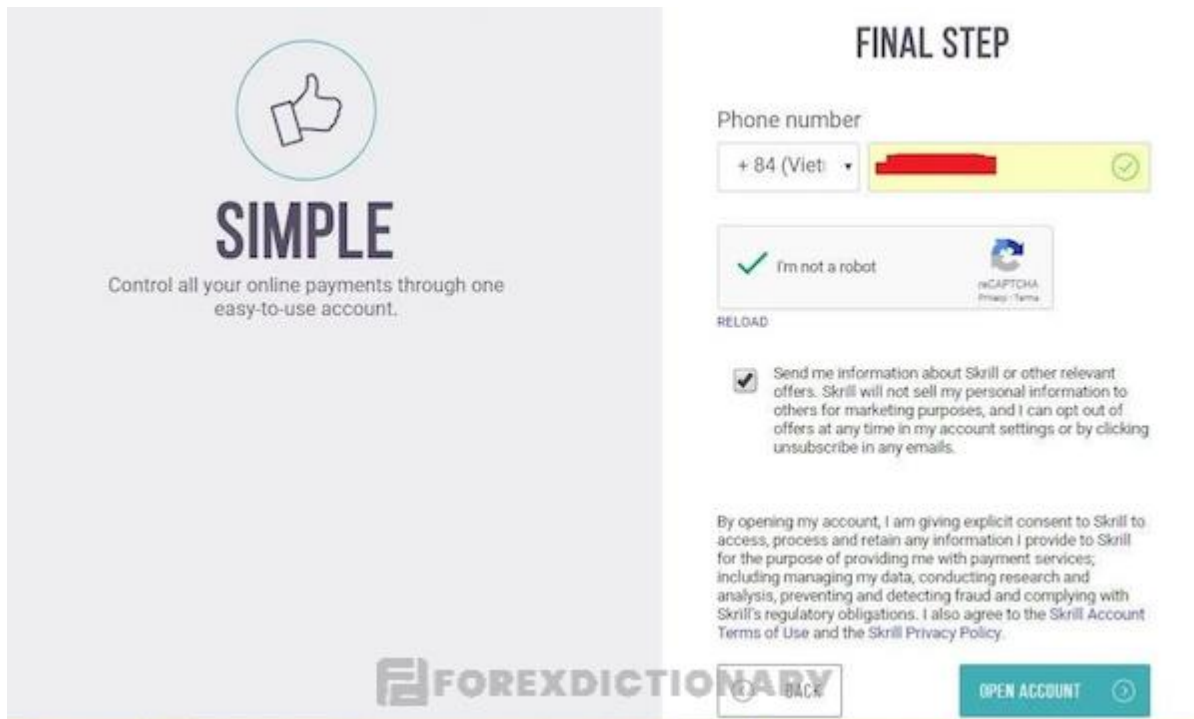 SIMPLE
Control all your online payments through one
easy-to-use account.
FINAL STEP
Phone number
+ 84 (Viet
I'm not a robot
reCAPTCHA
Privacy - Terms
RELOAD
Send me information about Skrill or other relevant
offers. Skrill will not sell my personal information to
others for marketing purposes, and I can opt out of
offers at any time in my account settings or by clicking
unsubscribe in any emails.
By opening my account, I am giving explicit consent to Skrill to
access, process and retain any information I provide to Skrill
for the purpose of providing me with payment services;
including managing my data, conducting research and
analysis, preventing and detecting fraud and complying with
Skrill's regulatory obligations. I also agree to the Skrill Account
Terms of Use and the Skrill Privacy Policy.
BACK
OPEN ACCOUNT
FOREXDICTIONARY